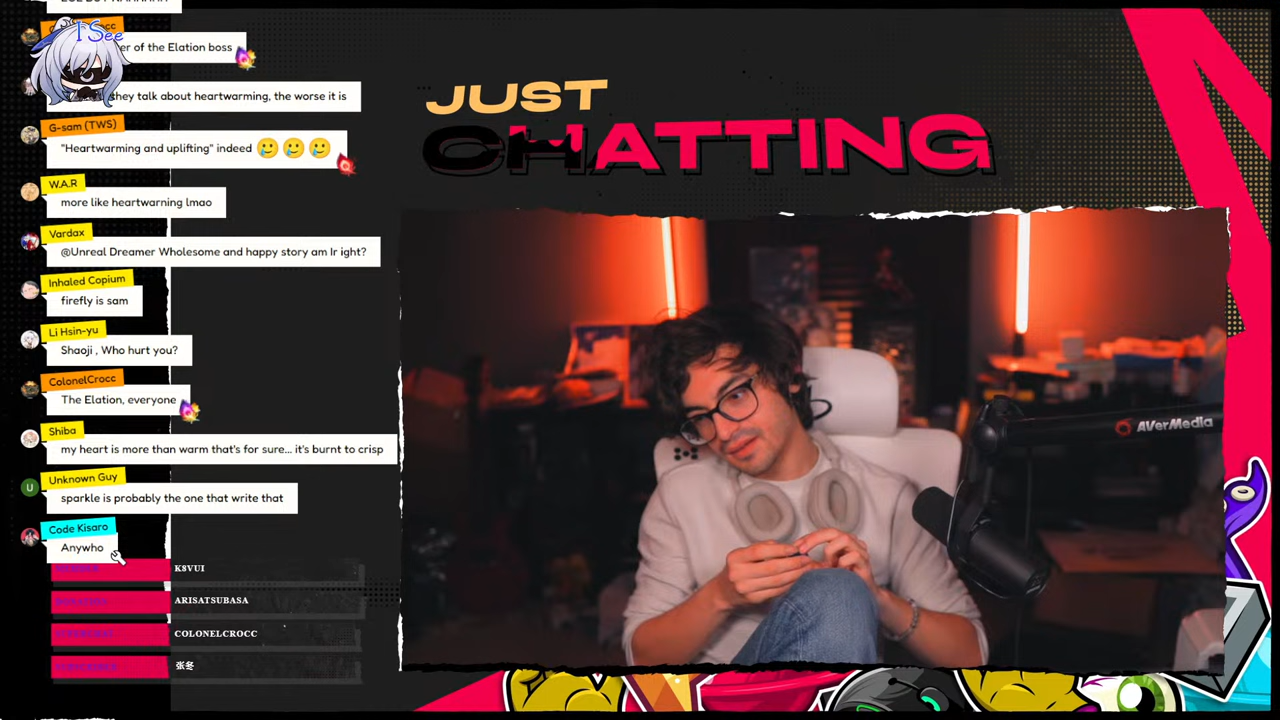 I See
er of the Elation boss
they talk about heartwarming, the worse it is
G-sam (TWS)
"Heartwarming and uplifting" indeed 🥲 🥲 🥲
W.A.R
more like heartwarning lmao
Vardax
@Unreal Dreamer Wholesome and happy story am Ir ight?
Inhaled Copium
firefly is sam
Li Hsin-yu
Shaoji , Who hurt you?
ColonelCrocc
The Elation, everyone
Shiba
my heart is more than warm that's for sure... it's burnt to crisp
Unknown Guy
U
sparkle is probably the one that write that
Code Kisaro
Anywho
K8VUI
ARISATSUBASA
COLONELCROCC
张冬
JUST
CHATTING
AVerMedia